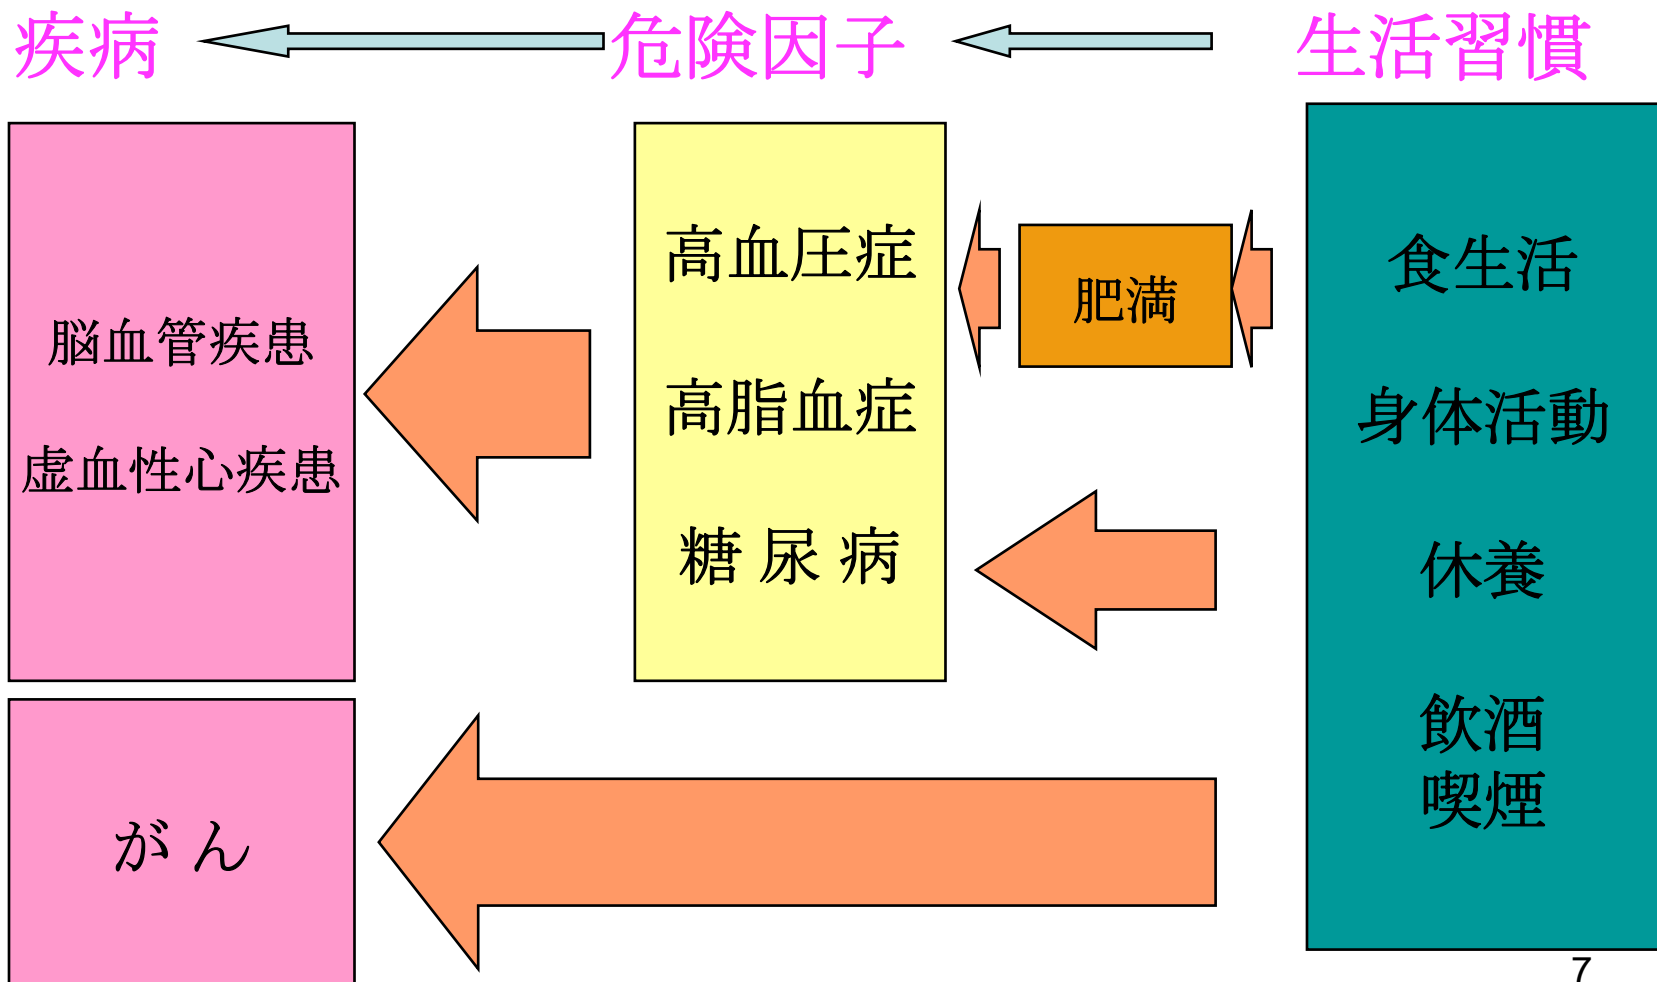 疾病
危険因子
生活習慣
脳血管疾患
虚血性心疾患
がん
高血圧症
高脂血症
糖尿病
肥満
食生活
身体活動
休養
飲酒
喫煙
7